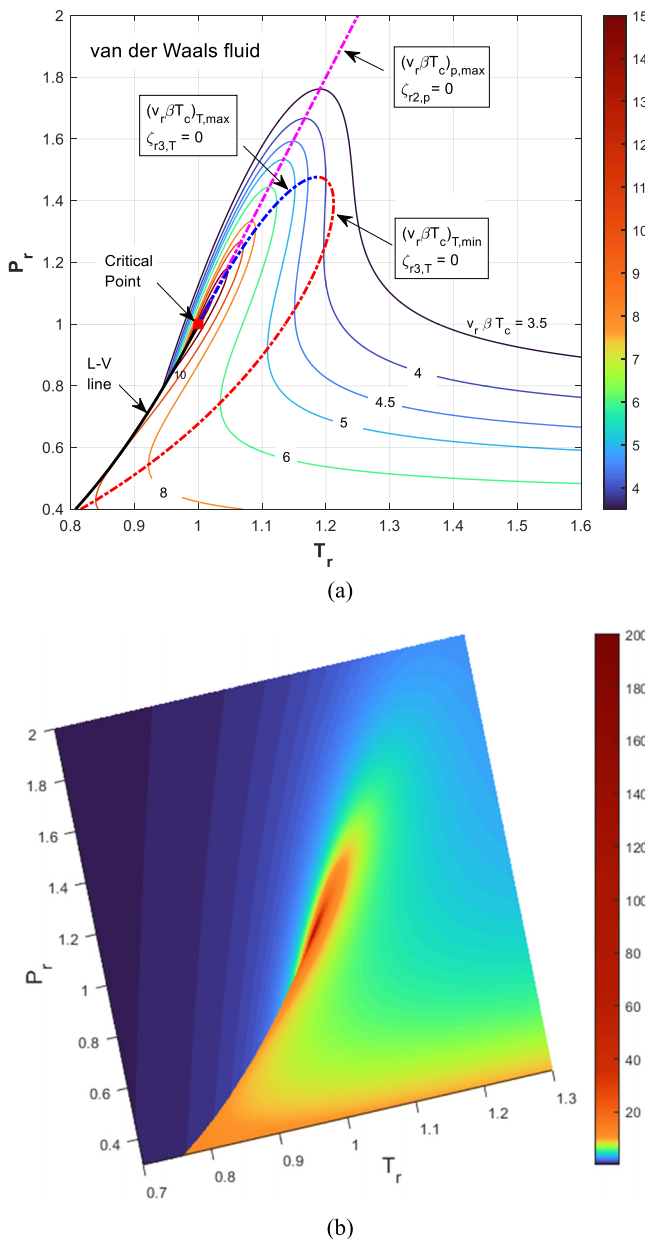 2
1.8
1.6
1.4
1.2
1
0.8
0.6
0.4
P_r
van der Waals fluid
(v_r βT_c)_p,max
ζ_r2,p = 0
(v_r βT_c)_T,max
ζ_r3,T = 0
(v_r βT_c)_T,min
ζ_r3,T = 0
Critical
Point
L-V
line
v_r β T_c = 3.5
10
4
4.5
5
6
8
0.8 0.9 1 1.1 1.2 1.3 1.4 1.5 1.6
T_r
15
14
13
12
11
10
9
8
7
6
5
4
(a)
2
1.8
1.6
1.4
1.2
1
0.8
0.6
0.4
P_r
0.7 0.8 0.9 1 1.1 1.2 1.3
T_r
200
180
160
140
120
100
80
60
40
20
(b)